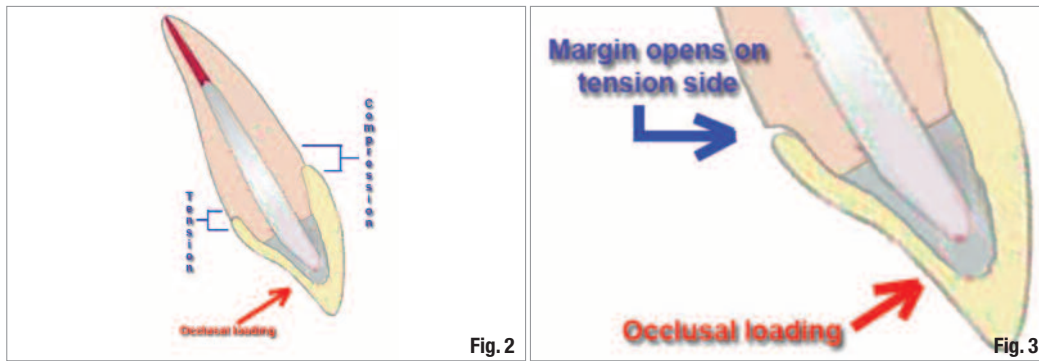 Compression
Tension
Occlusal loading
Fig. 2
Margin opens on
tension side
Occlusal loading
Fig. 3